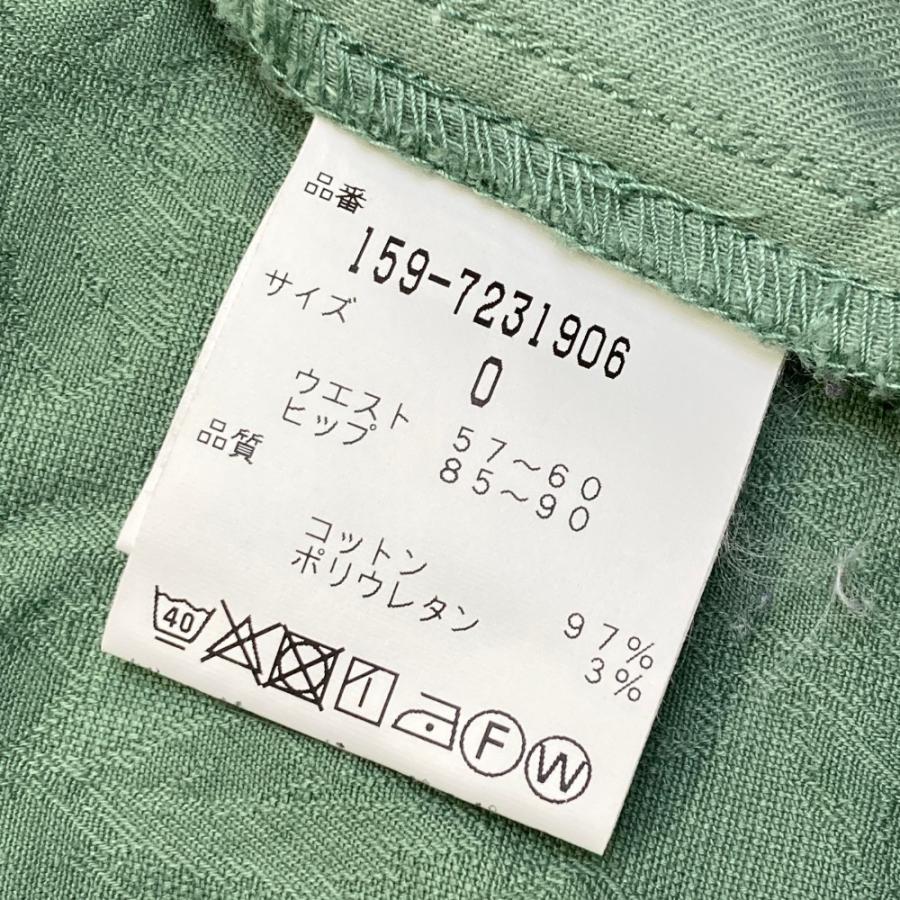 品番
159-7231906
サイズ
0
ウエスト 57~60
ヒップ 85~90
品質
コットン 97%
ポリウレタン 3%
40
F W